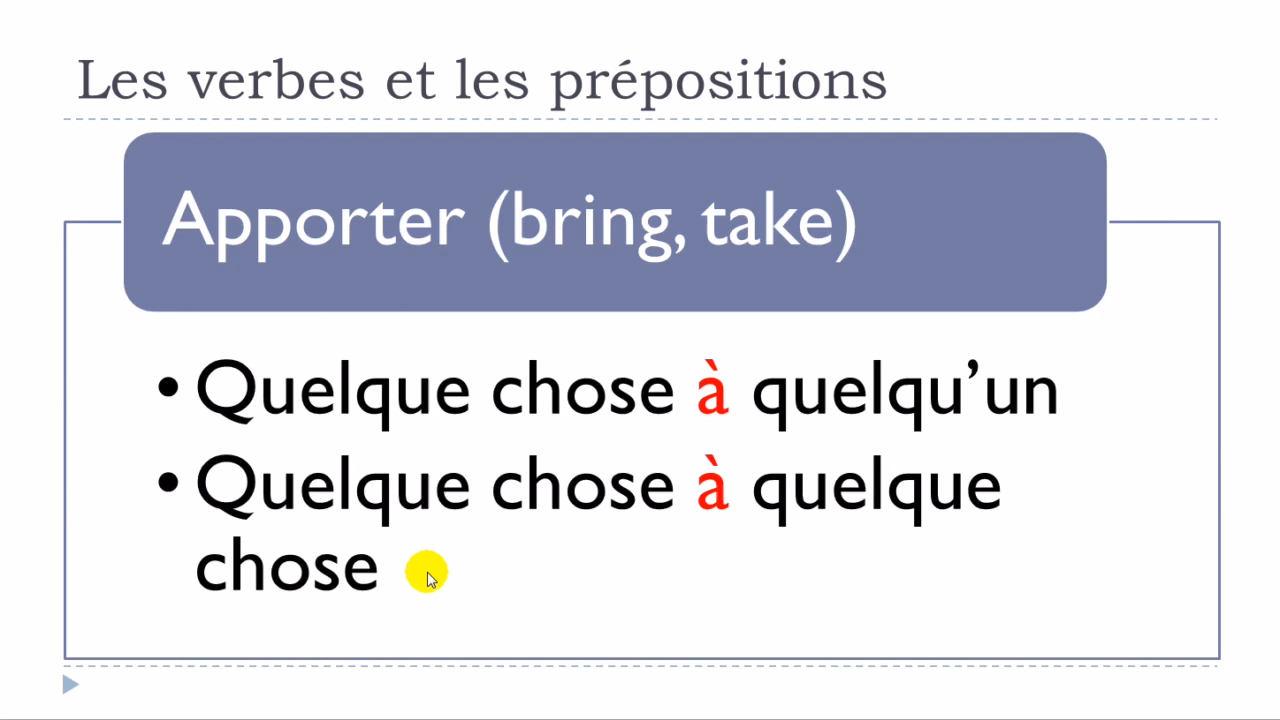 Les verbes et les prépositions
Apporter (bring, take)
• Quelque chose à quelqu’un
• Quelque chose à quelque
chose